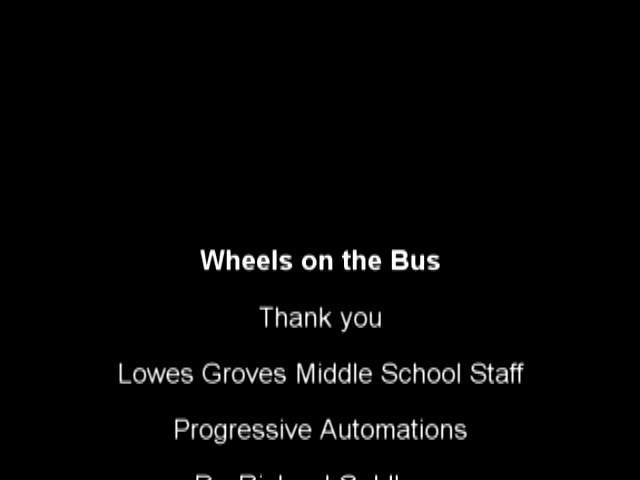 Wheels on the Bus
Thank you
Lowes Groves Middle School Staff
Progressive Automations